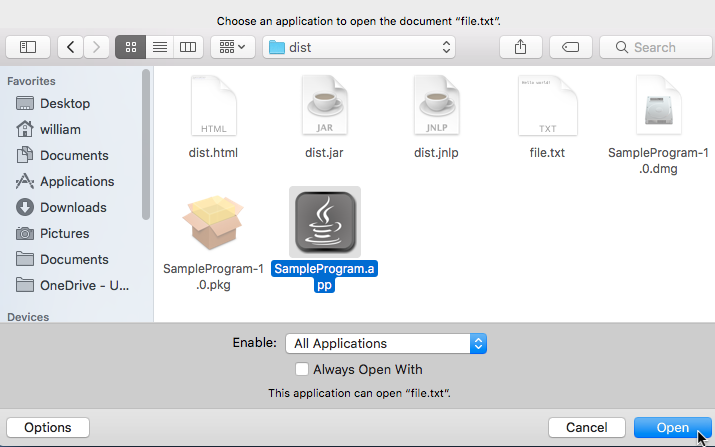 Choose an application to open the document “file.txt”.
dist
Search
Favorites
Desktop
william
Documents
Applications
Downloads
Pictures
Documents
OneDrive - U...
Devices
HTML
dist.html
JAR
dist.jar
JNLP
dist.jnlp
Hello world!
TXT
file.txt
SampleProgram-1
.0.dmg
SampleProgram-1
.0.pkg
SampleProgram.a
pp
Enable:
All Applications
Always Open With
This application can open “file.txt”.
Options
Cancel
Open